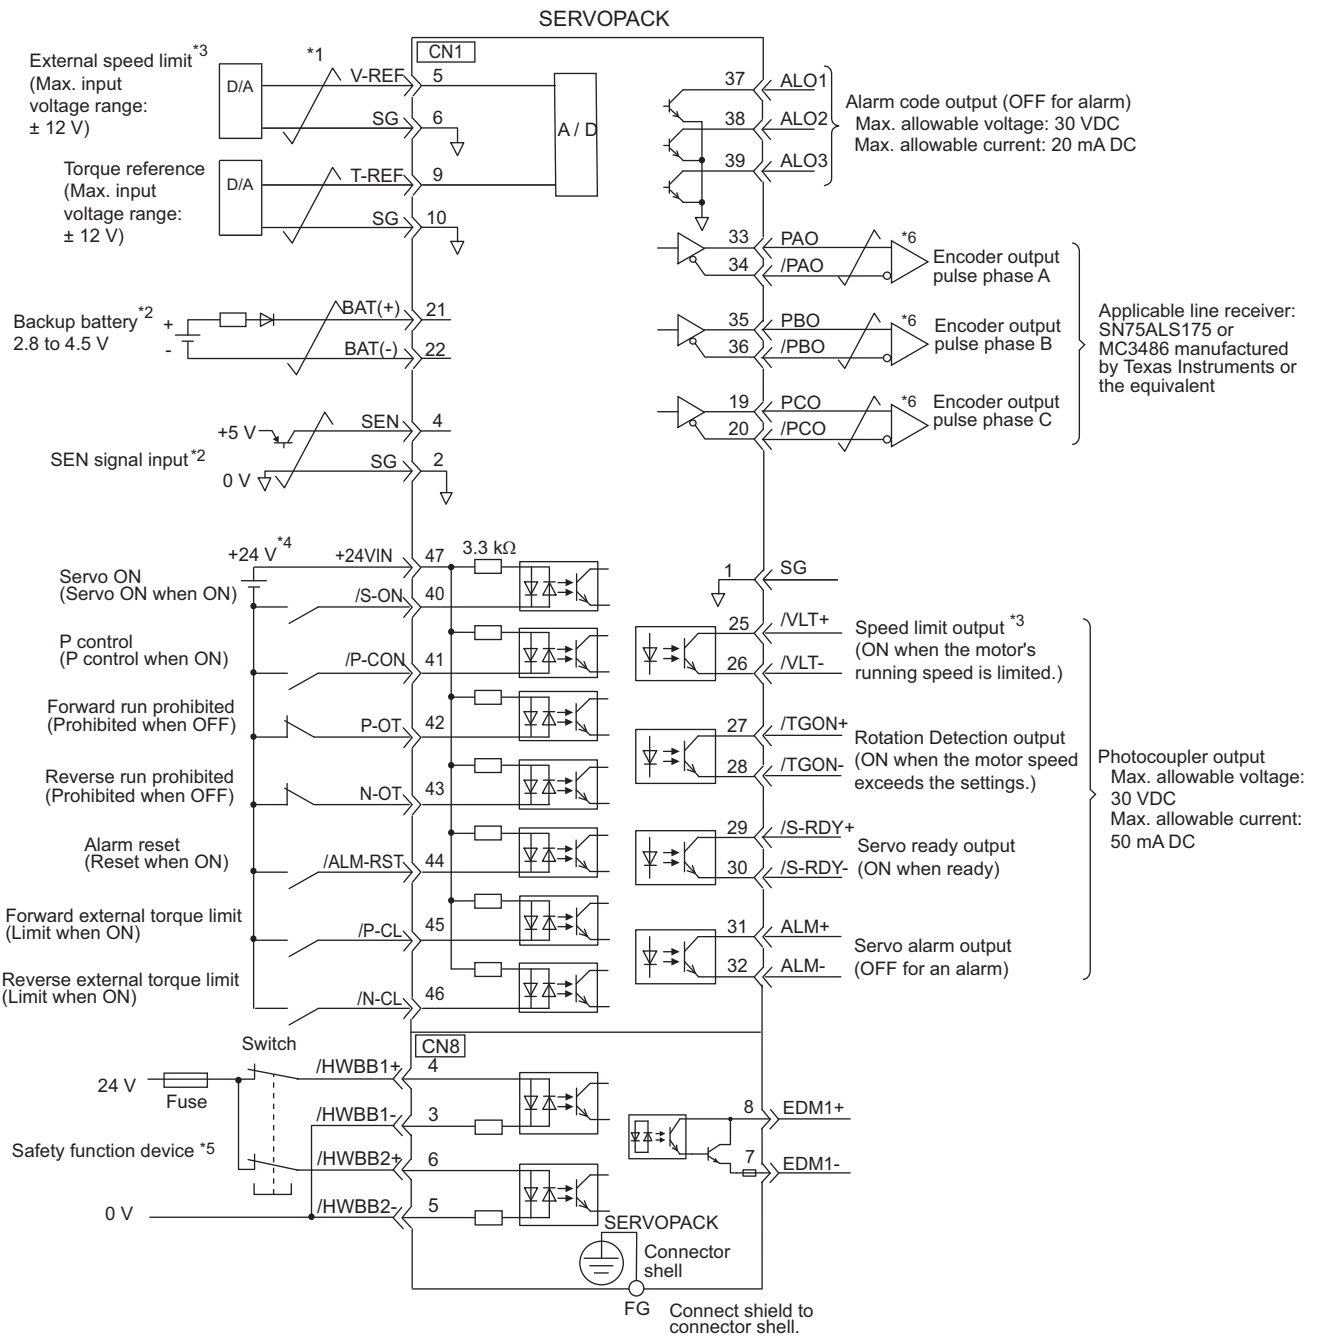 SERVOPACK
CN1
External speed limit*3
(Max. input
voltage range:
± 12 V)
D/A
*1
V-REF
5
SG
6
A / D
Torque reference
(Max. input
voltage range:
± 12 V)
D/A
T-REF
9
SG
10
Backup battery*2
2.8 to 4.5 V
+
-
BAT(+)
21
BAT(-)
22
SEN signal input*2
+5 V
0 V
SEN
4
SG
2
+24 V*4
+24VIN
47
3.3 kΩ
Servo ON
(Servo ON when ON)
/S-ON
40
P control
(P control when ON)
/P-CON
41
Forward run prohibited
(Prohibited when OFF)
P-OT
42
Reverse run prohibited
(Prohibited when OFF)
N-OT
43
Alarm reset
(Reset when ON)
/ALM-RST
44
Forward external torque limit
(Limit when ON)
/P-CL
45
Reverse external torque limit
(Limit when ON)
/N-CL
46
37
ALO1
38
ALO2
39
ALO3
Alarm code output (OFF for alarm)
Max. allowable voltage: 30 VDC
Max. allowable current: 20 mA DC
33
PAO
34
/PAO
*6
Encoder output
pulse phase A
35
PBO
36
/PBO
*6
Encoder output
pulse phase B
19
PCO
20
/PCO
*6
Encoder output
pulse phase C
Applicable line receiver:
SN75ALS175 or
MC3486 manufactured
by Texas Instruments or
the equivalent
1
SG
25
/VLT+
26
/VLT-
Speed limit output *3
(ON when the motor's
running speed is limited.)
27
/TGON+
28
/TGON-
Rotation Detection output
(ON when the motor speed
exceeds the settings.)
29
/S-RDY+
30
/S-RDY-
Servo ready output
(ON when ready)
31
ALM+
32
ALM-
Servo alarm output
(OFF for an alarm)
Photocoupler output
Max. allowable voltage:
30 VDC
Max. allowable current:
50 mA DC
CN8
Switch
24 V
Fuse
Safety function device *5
0 V
/HWBB1+
4
/HWBB1-
3
/HWBB2+
6
/HWBB2-
5
8
EDM1+
7
EDM1-
SERVOPACK
Connector
shell
FG
Connect shield to
connector shell.